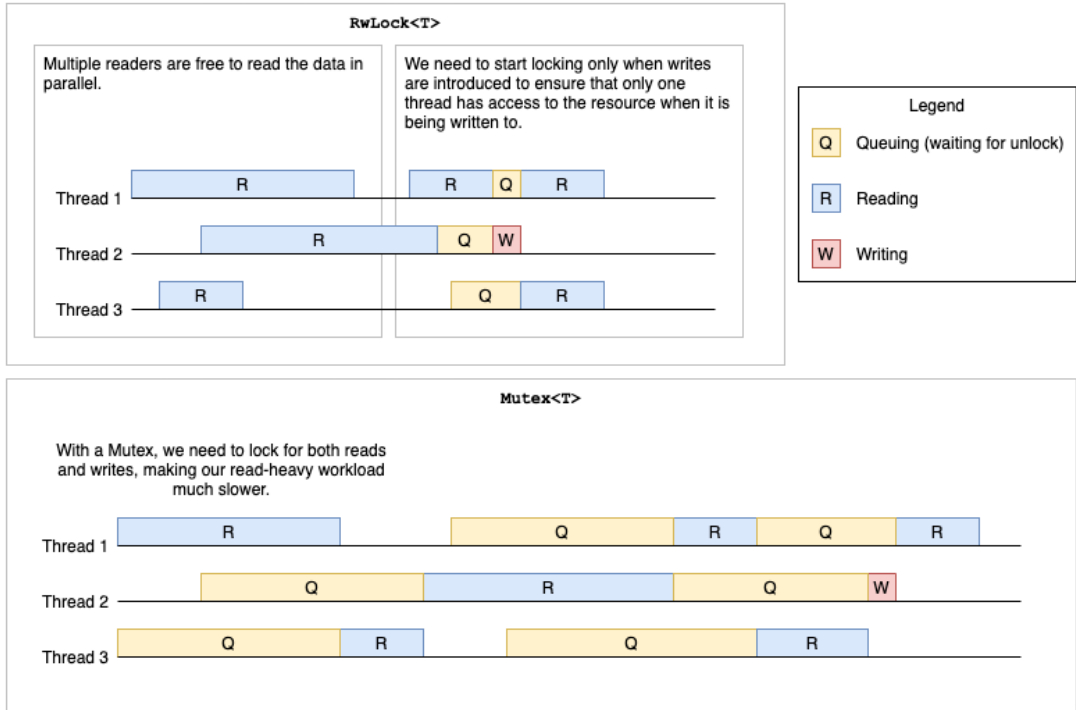 RwLock<T>
Multiple readers are free to read the data in
parallel.
We need to start locking only when writes
are introduced to ensure that only one
thread has access to the resource when it is
being written to.
Thread 1 R R Q R
Thread 2 R Q W
Thread 3 R Q R
Legend
Q Queuing (waiting for unlock)
R Reading
W Writing
Mutex<T>
With a Mutex, we need to lock for both reads
and writes, making our read-heavy workload
much slower.
Thread 1 R Q R Q R
Thread 2 Q R Q W
Thread 3 Q R Q R